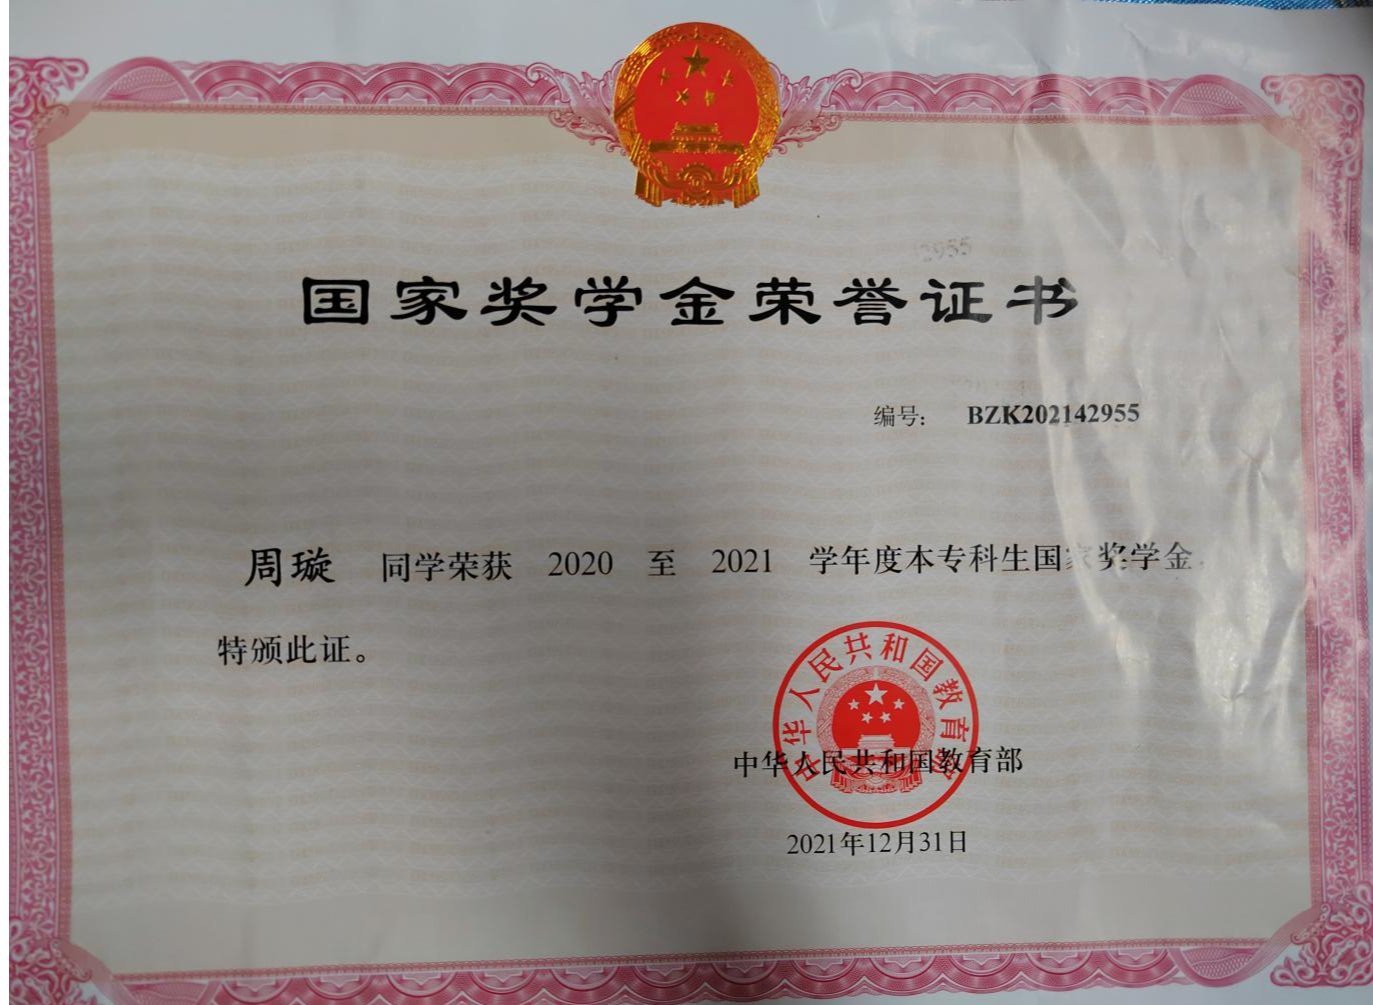 2955
国家奖学金荣誉证书
编号: BZK202142955
周璇 同学荣获 2020 至 2021 学年度本专科生国家奖学金,
特颁此证。
中华人民共和国教育部
中华人民共和国教育部
2021年12月31日